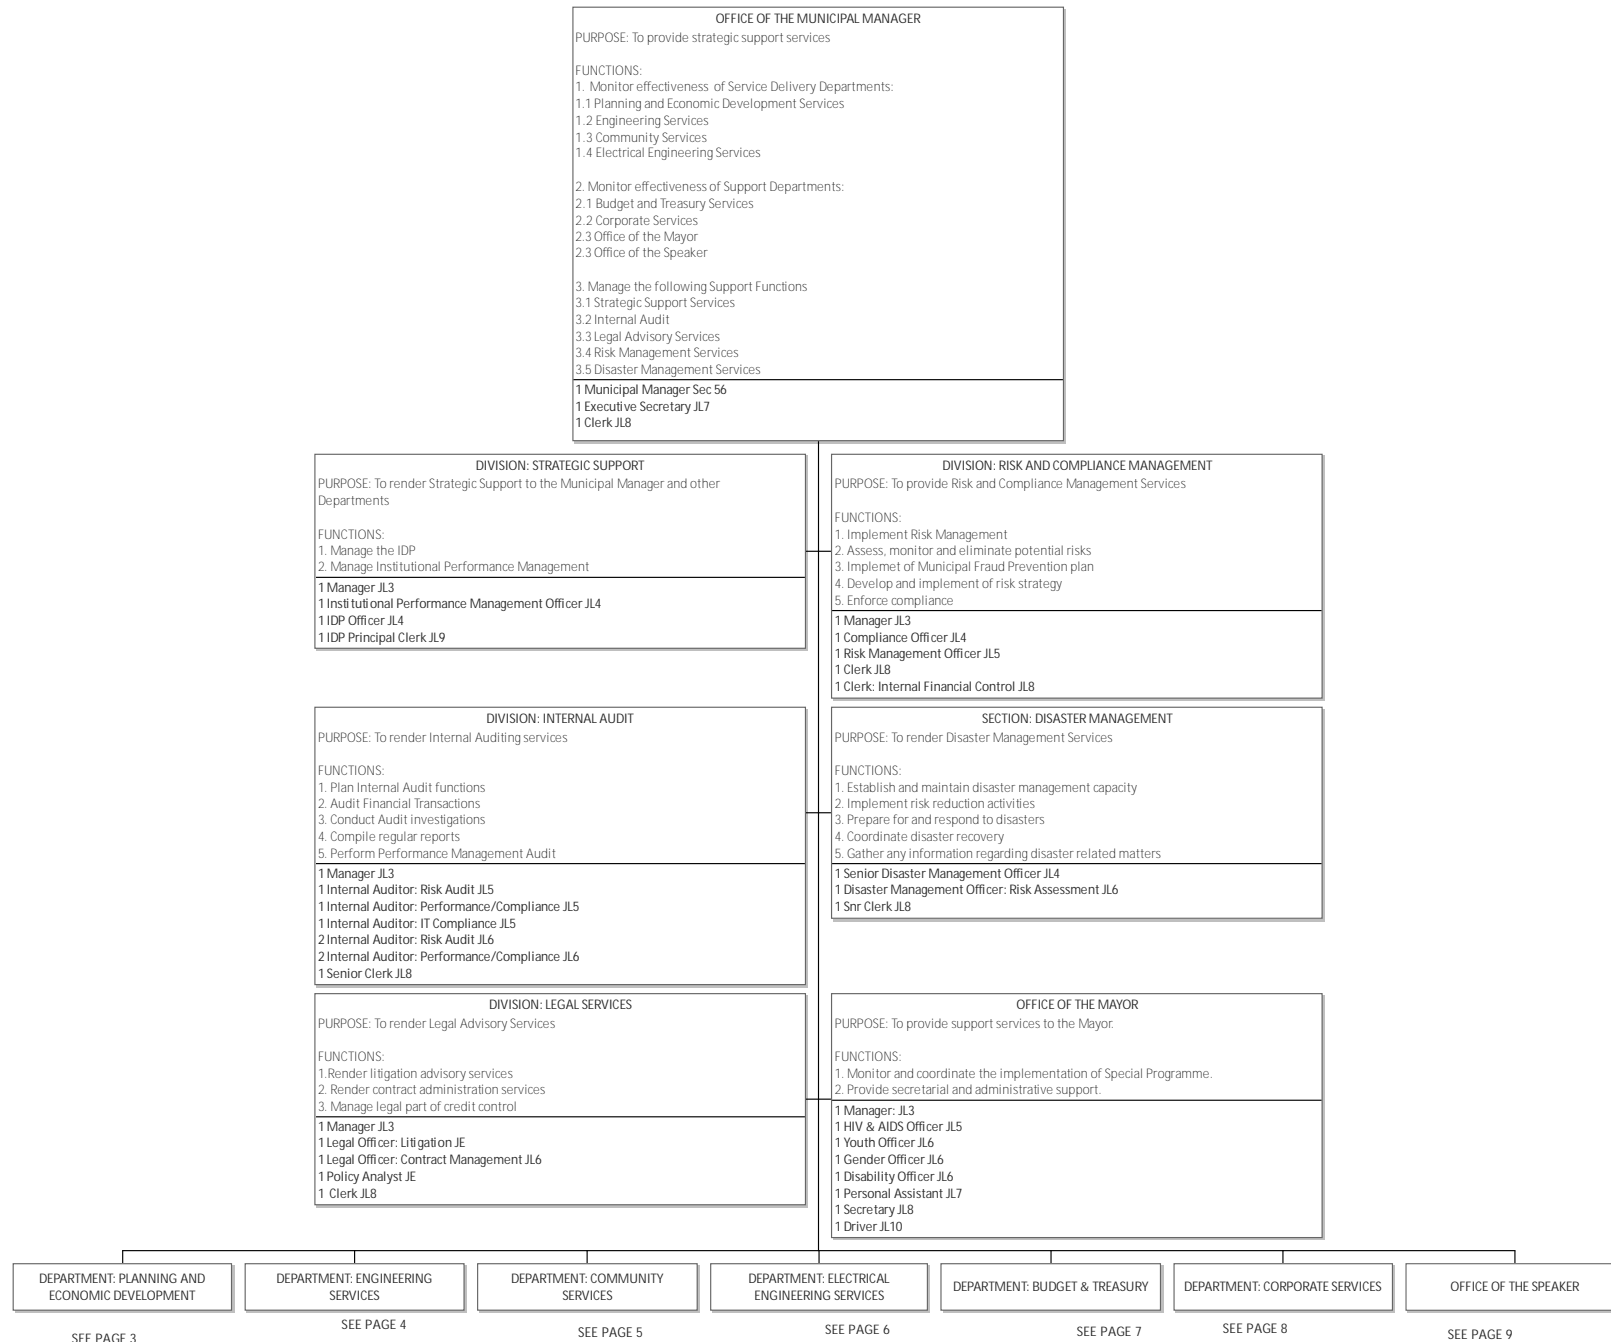 OFFICE OF THE MUNICIPAL MANAGER
PURPOSE: To provide strategic support services
FUNCTIONS:
1. Monitor effectiveness of Service Delivery Departments:
1.1 Planning and Economic Development Services
1.2 Engineering Services
1.3 Community Services
1.4 Electrical Engineering Services
2. Monitor effectiveness of Support Departments:
2.1 Budget and Treasury Services
2.2 Corporate Services
2.3 Office of the Mayor
2.3 Office of the Speaker
3. Manage the following Support Functions
3.1 Strategic Support Services
3.2 Internal Audit
3.3 Legal Advisory Services
3.4 Risk Management Services
3.5 Disaster Management Services
1 Municipal Manager Sec 56
1 Executive Secretary JL7
1 Clerk JL8
DIVISION: STRATEGIC SUPPORT
PURPOSE: To render Strategic Support to the Municipal Manager and other
Departments
FUNCTIONS:
1. Manage the IDP
2. Manage Institutional Performance Management
1 Manager JL3
1 Institutional Performance Management Officer JL4
1 IDP Officer JL4
1 IDP Principal Clerk JL9
DIVISION: RISK AND COMPLIANCE MANAGEMENT
PURPOSE: To provide Risk and Compliance Management Services
FUNCTIONS:
1. Implement Risk Management
2. Assess, monitor and eliminate potential risks
3. Implemet of Municipal Fraud Prevention plan
4. Develop and implement of risk strategy
5. Enforce compliance
1 Manager JL3
1 Compliance Officer JL4
1 Risk Management Officer JL5
1 Clerk JL8
1 Clerk: Internal Financial Control JL8
DIVISION: INTERNAL AUDIT
PURPOSE: To render Internal Auditing services
FUNCTIONS:
1. Plan Internal Audit functions
2. Audit Financial Transactions
3. Conduct Audit investigations
4. Compile regular reports
5. Perform Performance Management Audit
1 Manager JL3
1 Internal Auditor: Risk Audit JL5
1 Internal Auditor: Performance/Compliance JL5
1 Internal Auditor: IT Compliance JL5
2 Internal Auditor: Risk Audit JL6
2 Internal Auditor: Performance/Compliance JL6
1 Senior Clerk JL8
SECTION: DISASTER MANAGEMENT
PURPOSE: To render Disaster Management Services
FUNCTIONS:
1. Establish and maintain disaster management capacity
2. Implement risk reduction activities
3. Prepare for and respond to disasters
4. Coordinate disaster recovery
5. Gather any information regarding disaster related matters
1 Senior Disaster Management Officer JL4
1 Disaster Management Officer: Risk Assessment JL6
1 Snr Clerk JL8
DIVISION: LEGAL SERVICES
PURPOSE: To render Legal Advisory Services
FUNCTIONS:
1.Render litigation advisory services
2. Render contract administration services
3. Manage legal part of credit control
1 Manager JL3
1 Legal Officer: Litigation JE
1 Legal Officer: Contract Management JL6
1 Policy Analyst JE
1 Clerk JL8
OFFICE OF THE MAYOR
PURPOSE: To provide support services to the Mayor.
FUNCTIONS:
1. Monitor and coordinate the implementation of Special Programme.
2. Provide secretarial and administrative support.
1 Manager: JL3
1 HIV & AIDS Officer JL5
1 Youth Officer JL6
1 Gender Officer JL6
1 Disability Officer JL6
1 Personal Assistant JL7
1 Secretary JL8
1 Driver JL10
DEPARTMENT: PLANNING AND
ECONOMIC DEVELOPMENT
SEE PAGE 3
DEPARTMENT: ENGINEERING
SERVICES
SEE PAGE 4
DEPARTMENT: COMMUNITY
SERVICES
SEE PAGE 5
DEPARTMENT: ELECTRICAL
ENGINEERING SERVICES
SEE PAGE 6
DEPARTMENT: BUDGET & TREASURY
SEE PAGE 7
DEPARTMENT: CORPORATE SERVICES
SEE PAGE 8
OFFICE OF THE SPEAKER
SEE PAGE 9